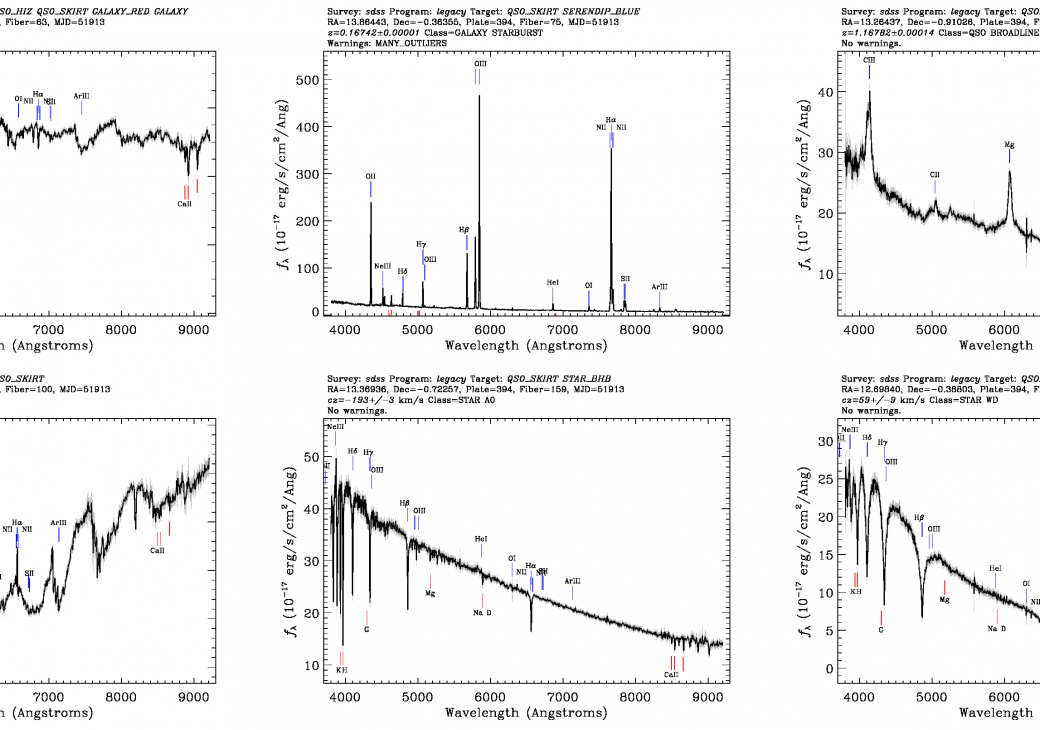 SO_HIZ QSO_SKIRT GALAXY_RED GALAXY
, Fiber=63, MJD=51913
OI NII Hα SII ArIII
CaII
7000 8000 9000
h (Angstroms)
Survey: sdss Program: legacy Target: QSO_SKIRT SERENDIP_BLUE
RA=13.86443, Dec=-0.36355, Plate=394, Fiber=75, MJD=51913
z=0.16742±0.00001 Class=GALAXY STARBURST
Warnings: MANY_OUTLIERS
OIII
500
400
300
200
100
0
Hα
NII NII
OII
Hβ
Hγ
OIII
NeIII
Hδ
HeI
OI
SII
ArIII
fλ (10⁻¹⁷ erg/s/cm²/Ang)
4000 5000 6000 7000 8000 9000
Wavelength (Angstroms)
Survey: sdss Program: legacy Target: QSO
RA=13.26437, Dec=-0.91026, Plate=394, F
z=1.16782±0.00014 Class=QSO BROADLINE
No warnings.
CIII
Mg
CII
40
30
20
10
fλ (10⁻¹⁷ erg/s/cm²/Ang)
4000 5000 6000
Wavelength
SO_SKIRT
, Fiber=100, MJD=51913
Hα
NII NII
ArIII
SII
CaII
7000 8000 9000
h (Angstroms)
Survey: sdss Program: legacy Target: QSO_SKIRT STAR_BHB
RA=13.36936, Dec=-0.72257, Plate=394, Fiber=159, MJD=51913
cz=-193+/-3 km/s Class=STAR A0
No warnings.
NeIII
Hδ
Hγ
OIII
Hβ
OIII
HeI
OI
Hα
NII
SII
ArIII
Mg
Na D
G
K H
CaII
50
40
30
20
10
fλ (10⁻¹⁷ erg/s/cm²/Ang)
4000 5000 6000 7000 8000 9000
Wavelength (Angstroms)
Survey: sdss Program: legacy Target: QSO
RA=12.69840, Dec=-0.38803, Plate=394, F
cz=59+/-9 km/s Class=STAR WD
No warnings.
NeIII
Hδ
Hγ
OIII
Hβ
OIII
HeI
OI
NII
KH
Mg
G
Na D
30
25
20
15
10
5
0
fλ (10⁻¹⁷ erg/s/cm²/Ang)
4000 5000 6000
Wavelength